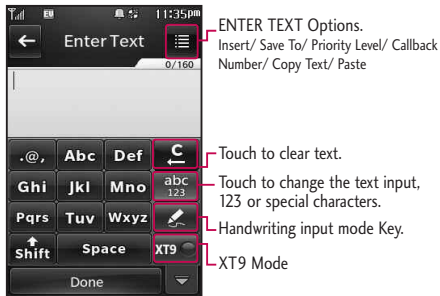 EV 11:35pm
Enter Text
0/160
.@, Abc Def C
Ghi Jkl Mno abc
123
Pqrs Tuv Wxyz
Shift Space XT9
Done
ENTER TEXT Options.
Insert/ Save To/ Priority Level/ Callback
Number/ Copy Text/ Paste
Touch to clear text.
Touch to change the text input,
123 or special characters.
Handwriting input mode Key.
XT9 Mode